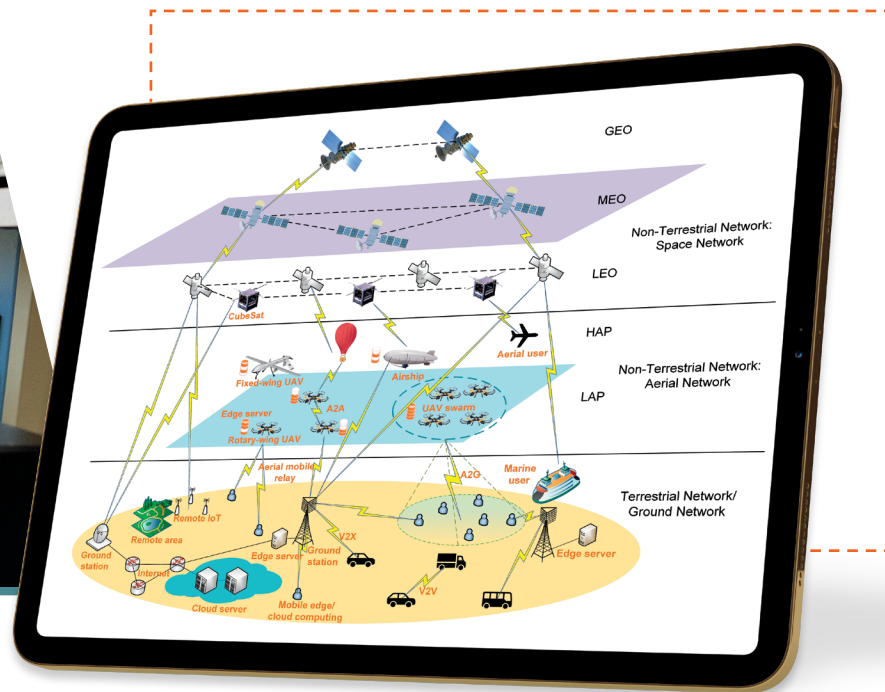 GEO
MEO
Non-Terrestrial Network:
Space Network
LEO
CubeSat
HAP
Aerial user
Airship
Fixed-wing UAV
Non-Terrestrial Network:
Aerial Network
LAP
A2A
UAV swarm
Edge server
Rotary-wing UAV
Aerial mobile
relay
A2G
Marine
user
Terrestrial Network/
Ground Network
Remote IoT
Remote area
V2X
Edge server
Ground
station
Edge server
Ground
station
Internet
Cloud server
V2V
Mobile edge/
cloud computing